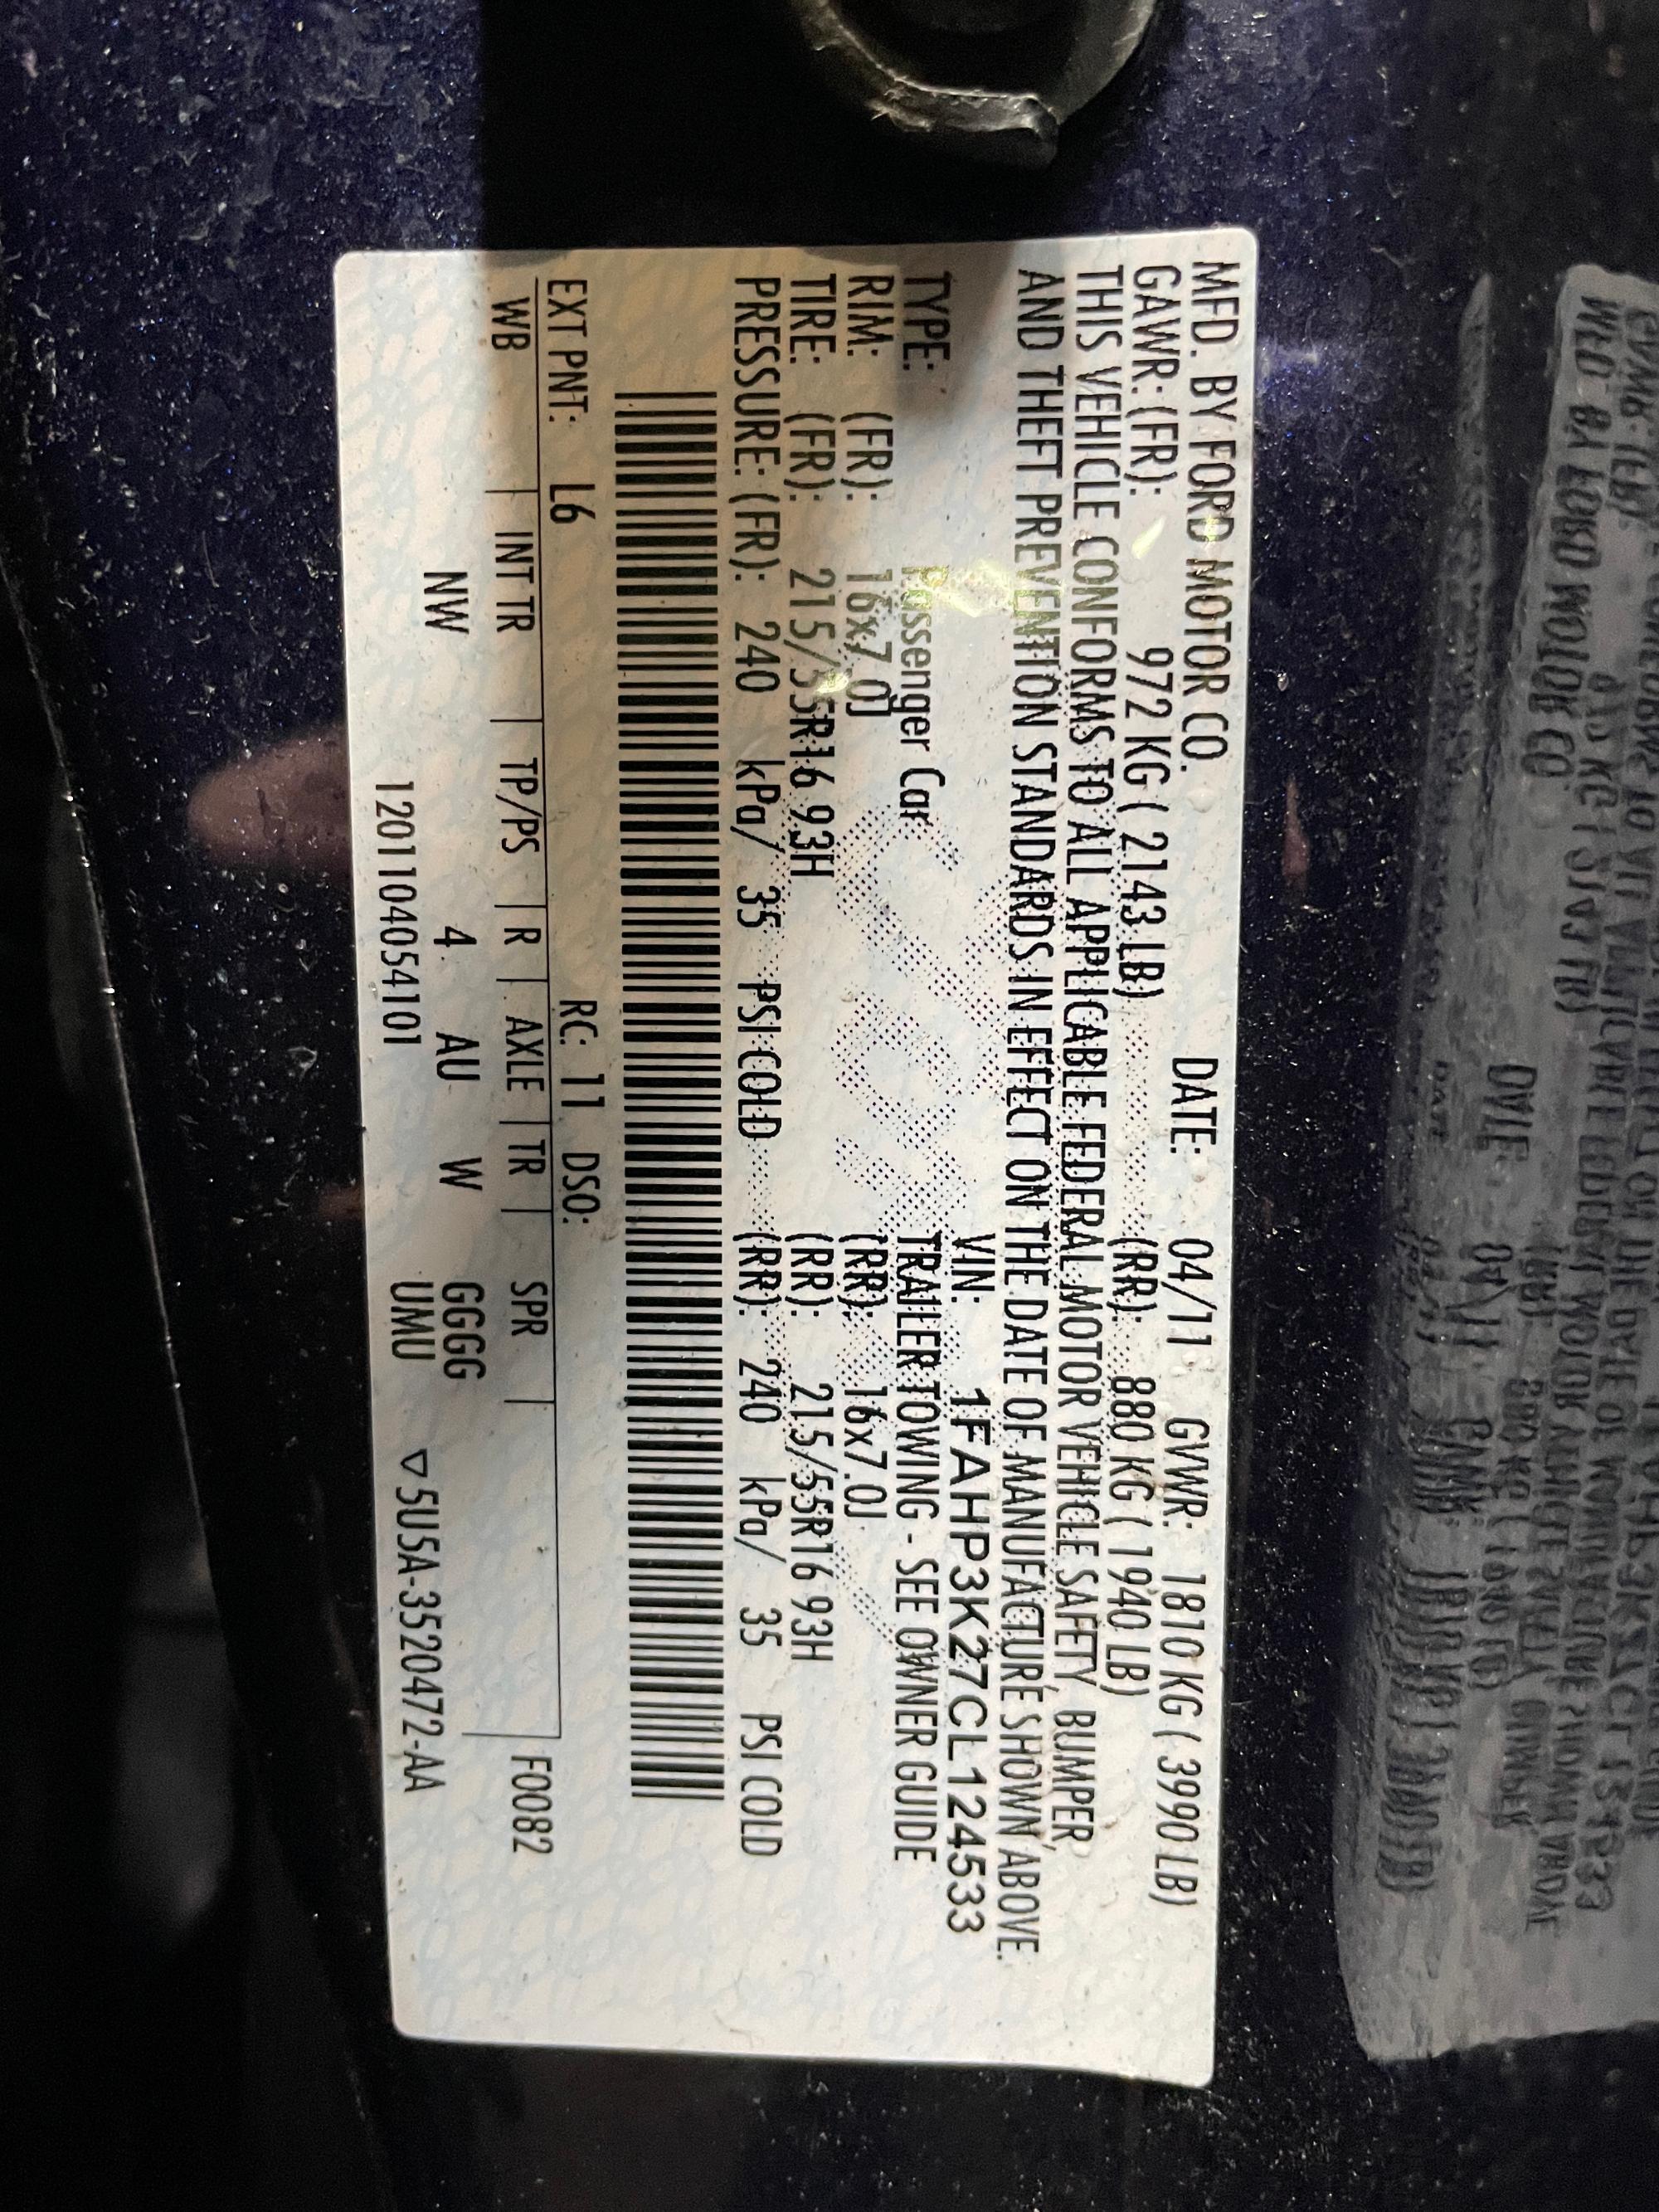 MFD. BY FORD MOTOR CO. DATE: 04/11 GVWR: 1810 KG ( 3990 LB)
GAWR: (FR): 972 KG ( 2143 LB) (RR): 880 KG ( 1940 LB)
THIS VEHICLE CONFORMS TO ALL APPLICABLE FEDERAL MOTOR VEHICLE SAFETY, BUMPER,
AND THEFT PREVENTION STANDARDS IN EFFECT ON THE DATE OF MANUFACTURE SHOWN ABOVE.
VIN: 1FAHP3K27CL124533
TYPE: Passenger Car TRAILER TOWING - SEE OWNER GUIDE
RIM: (FR): 16x7.0J (RR): 16x7.0J
TIRE: (FR): 215/55R16 93H (RR): 215/55R16 93H
PRESSURE: (FR): 240 kPa/ 35 PSI COLD (RR): 240 kPa/ 35 PSI COLD
EXT PNT: L6 RC: 11 DSO:
WB INT TR TP/PS R AXLE TR SPR F0082
NW 4 AU W GGGG
UMU
1201104054101 ▽5U5A-3520472-AA